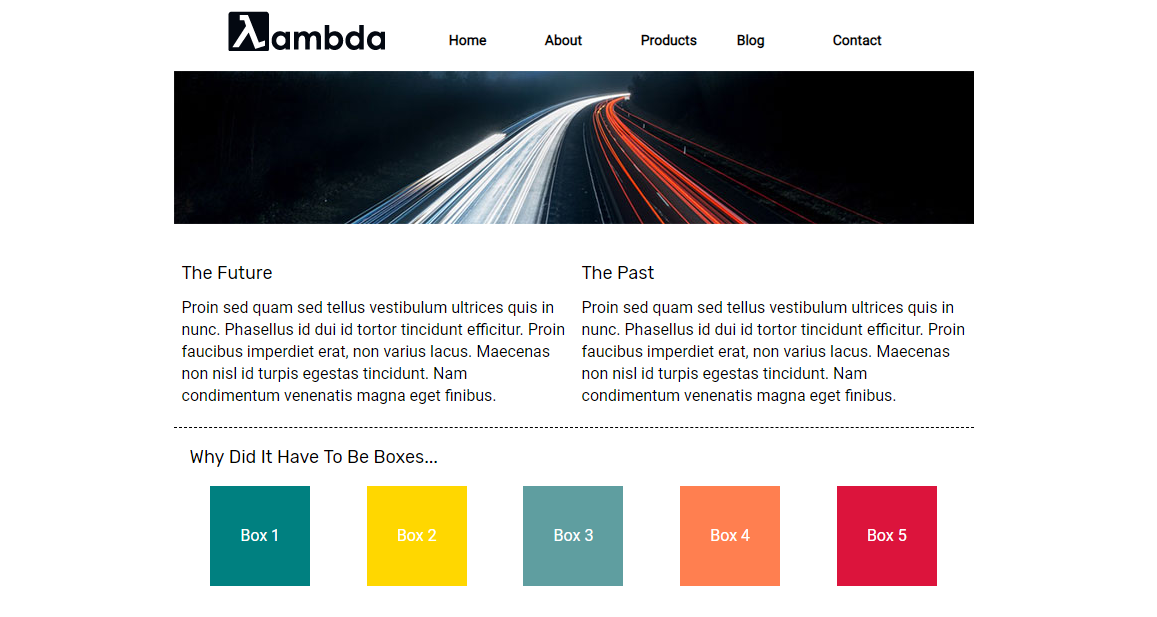 λambda
Home About Products Blog Contact
The Future
Proin sed quam sed tellus vestibulum ultrices quis in
nunc. Phasellus id dui id tortor tincidunt efficitur. Proin
faucibus imperdiet erat, non varius lacus. Maecenas
non nisl id turpis egestas tincidunt. Nam
condimentum venenatis magna eget finibus.
The Past
Proin sed quam sed tellus vestibulum ultrices quis in
nunc. Phasellus id dui id tortor tincidunt efficitur. Proin
faucibus imperdiet erat, non varius lacus. Maecenas
non nisl id turpis egestas tincidunt. Nam
condimentum venenatis magna eget finibus.
Why Did It Have To Be Boxes...
Box 1 Box 2 Box 3 Box 4 Box 5